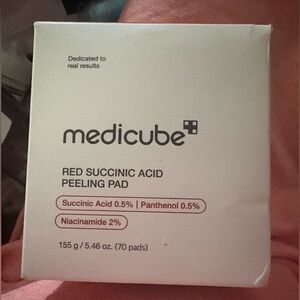 Dedicated to
real results
medicube
RED SUCCINIC ACID
PEELING PAD
Succinic Acid 0.5% | Panthenol 0.5%
Niacinamide 2%
155 g / 5.46 oz. (70 pads)